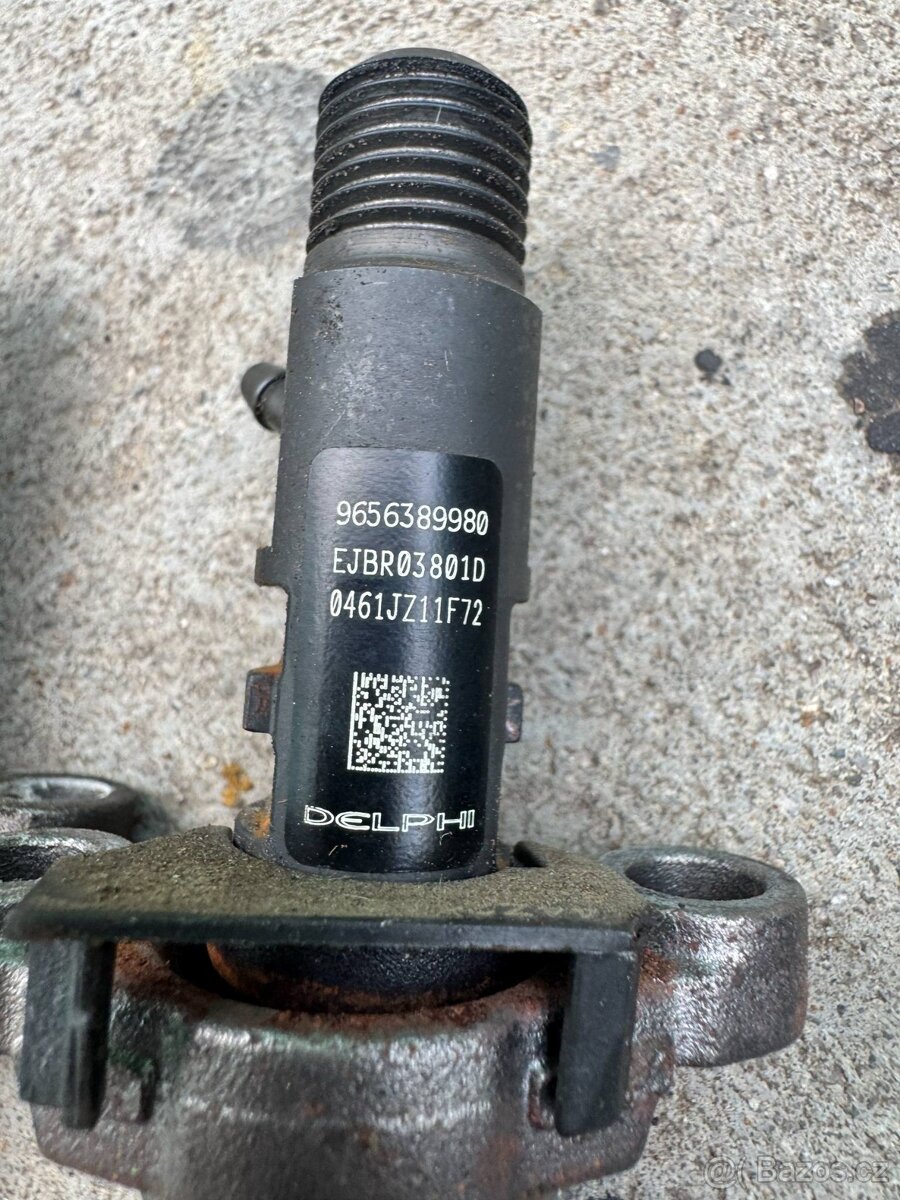 9656389980
EJBR03801D
0461JZ11F72
DELPHI
@ Bazos.cz